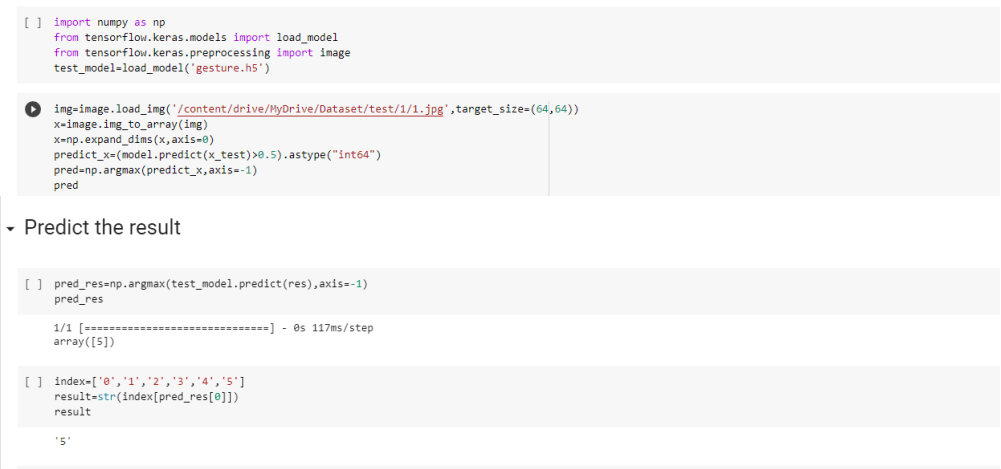 [ ] import numpy as np
from tensorflow.keras.models import load_model
from tensorflow.keras.preprocessing import image
test_model=load_model('gesture.h5')
img=image.load_img('/content/drive/MyDrive/Dataset/test/1/1.jpg',target_size=(64,64))
x=image.img_to_array(img)
x=np.expand_dims(x,axis=0)
predict_x=(model.predict(x_test)>0.5).astype("int64")
pred=np.argmax(predict_x,axis=-1)
pred
Predict the result
[ ] pred_res=np.argmax(test_model.predict(res),axis=-1)
pred_res
1/1 [==============================] - 0s 117ms/step
array([5])
[ ] index=['0','1','2','3','4','5']
result=str(index[pred_res[0]])
result
'5'